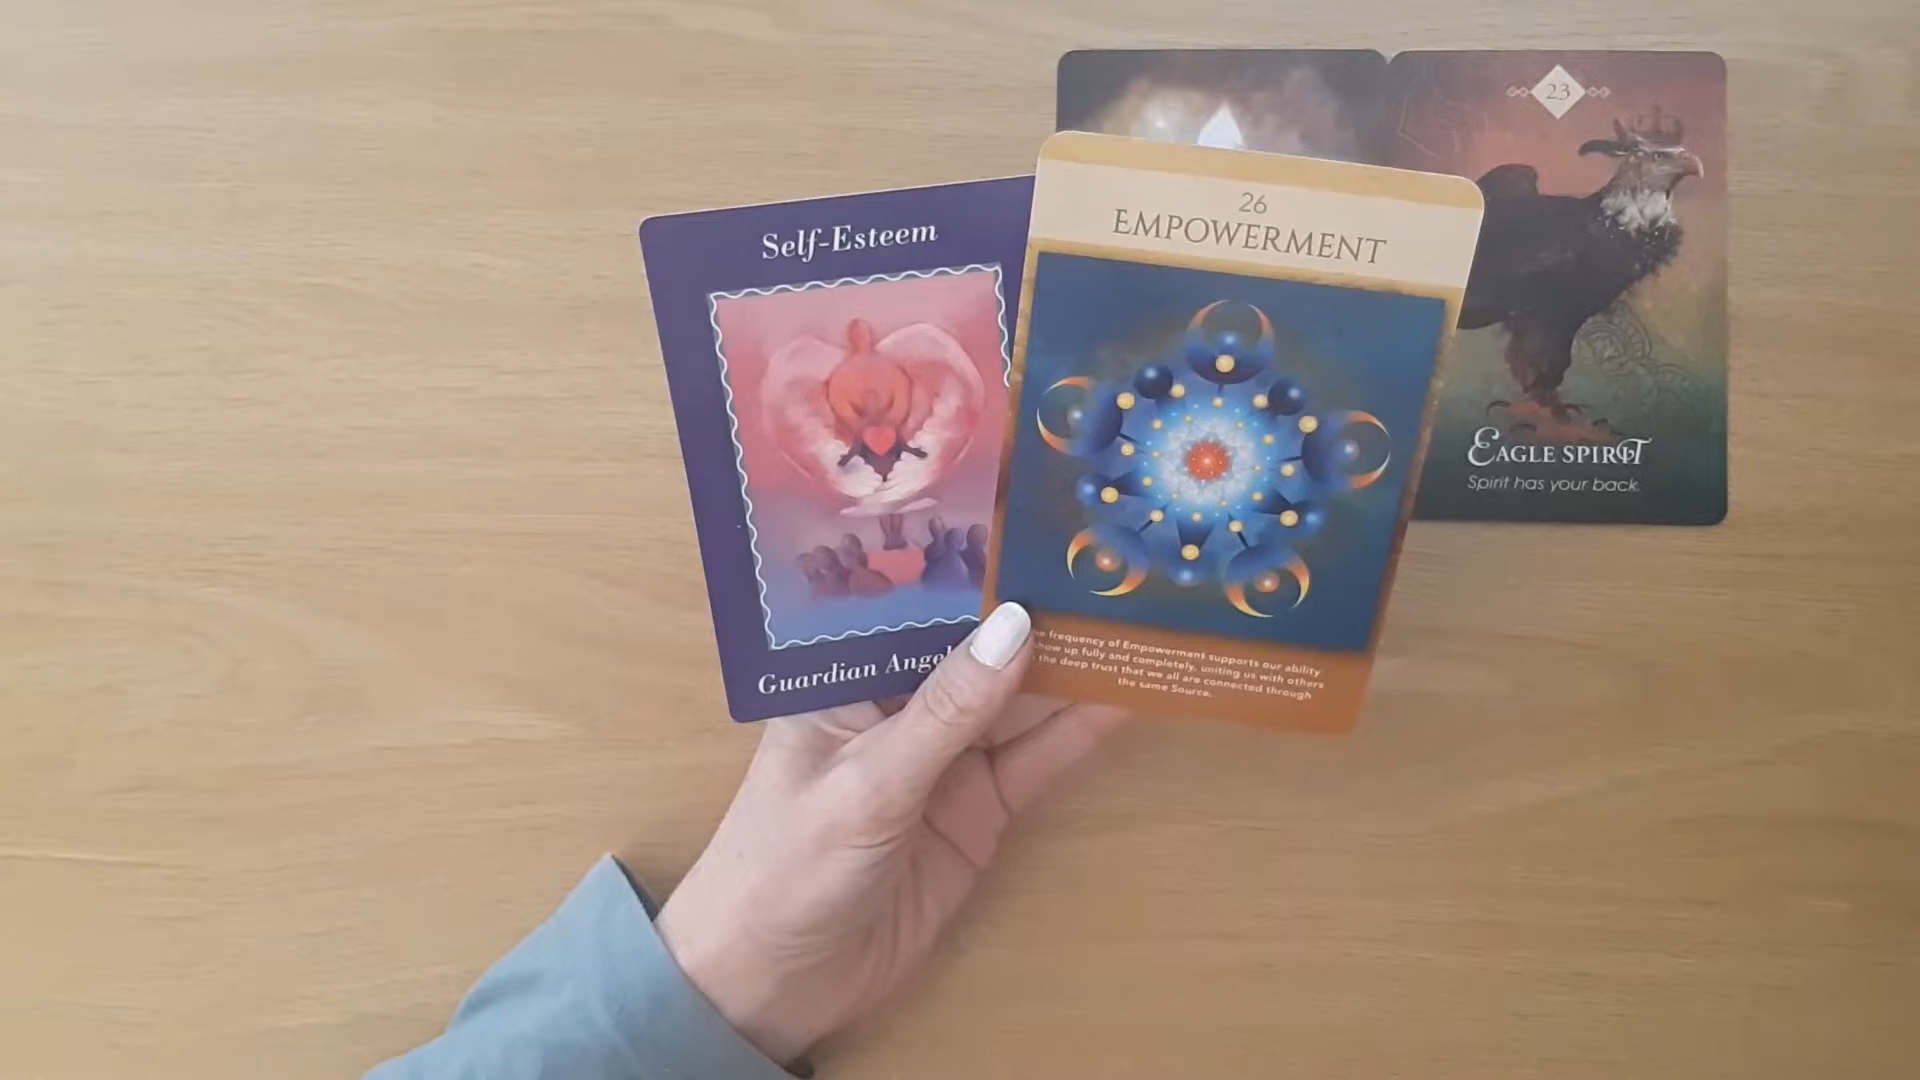 Self-Esteem
Guardian Angel
26
EMPOWERMENT
frequency of Empowerment supports our ability
show up fully and completely, uniting us with others
the deep trust that we all are connected through
the same Source.
23
EAGLE SPIRIT
Spirit has your back.